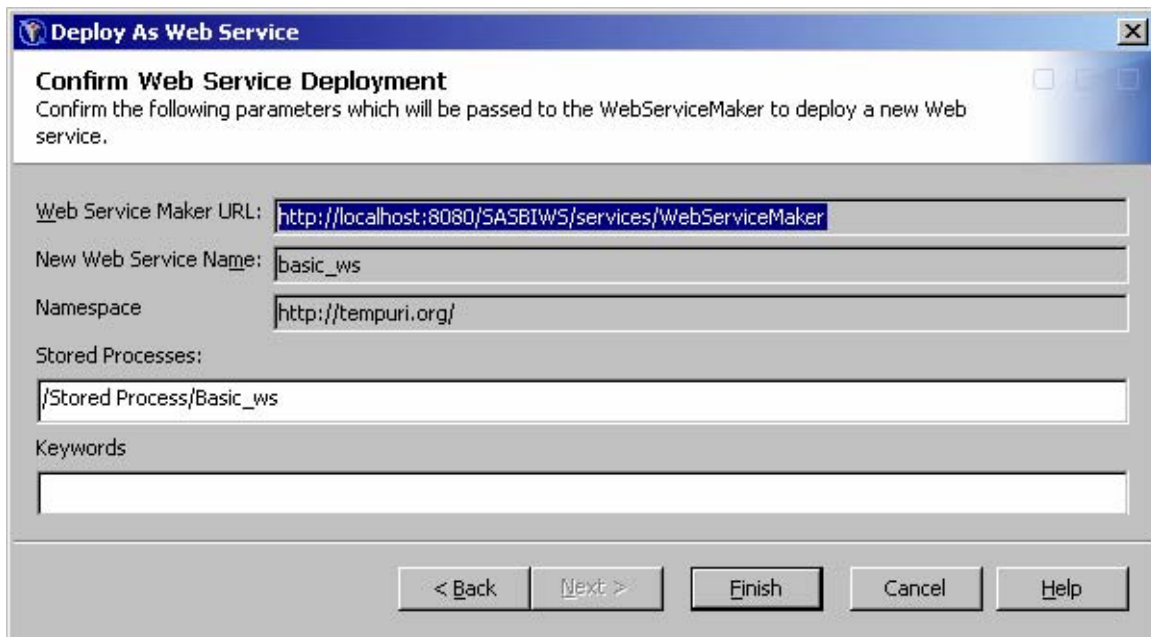 Deploy As Web Service
Confirm Web Service Deployment
Confirm the following parameters which will be passed to the WebServiceMaker to deploy a new Web
service.
Web Service Maker URL: http://localhost:8080/SASBIWS/services/WebServiceMaker
New Web Service Name: basic_ws
Namespace http://tempuri.org/
Stored Processes:
/Stored Process/Basic_ws
Keywords
< Back Next > Finish Cancel Help